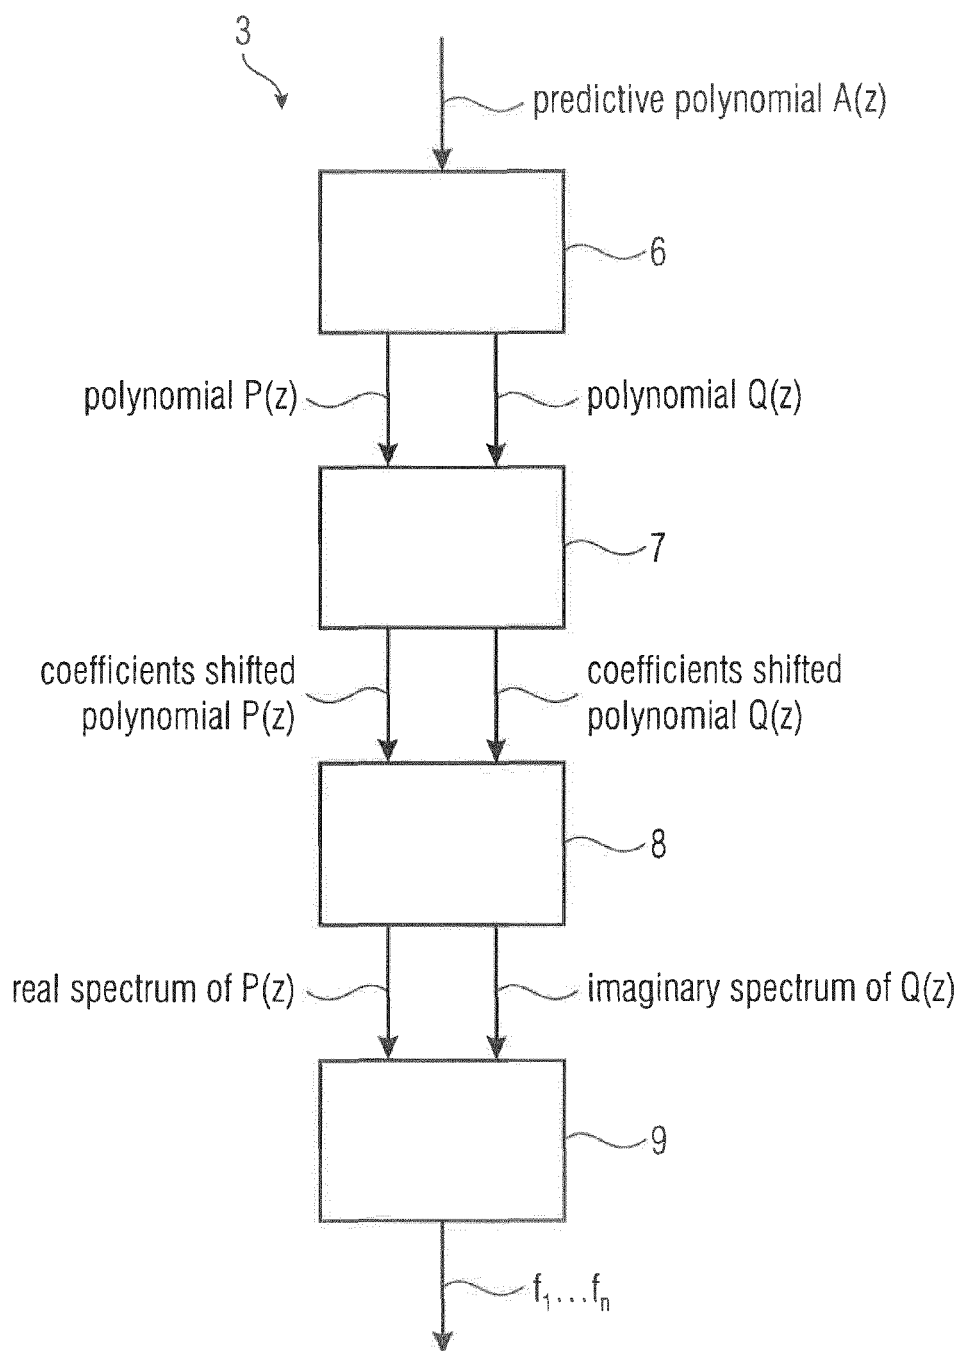 3
predictive polynomial A(z)
6
polynomial P(z)
polynomial Q(z)
7
coefficients shifted
polynomial P(z)
coefficients shifted
polynomial Q(z)
8
real spectrum of P(z)
imaginary spectrum of Q(z)
9
f1...fn